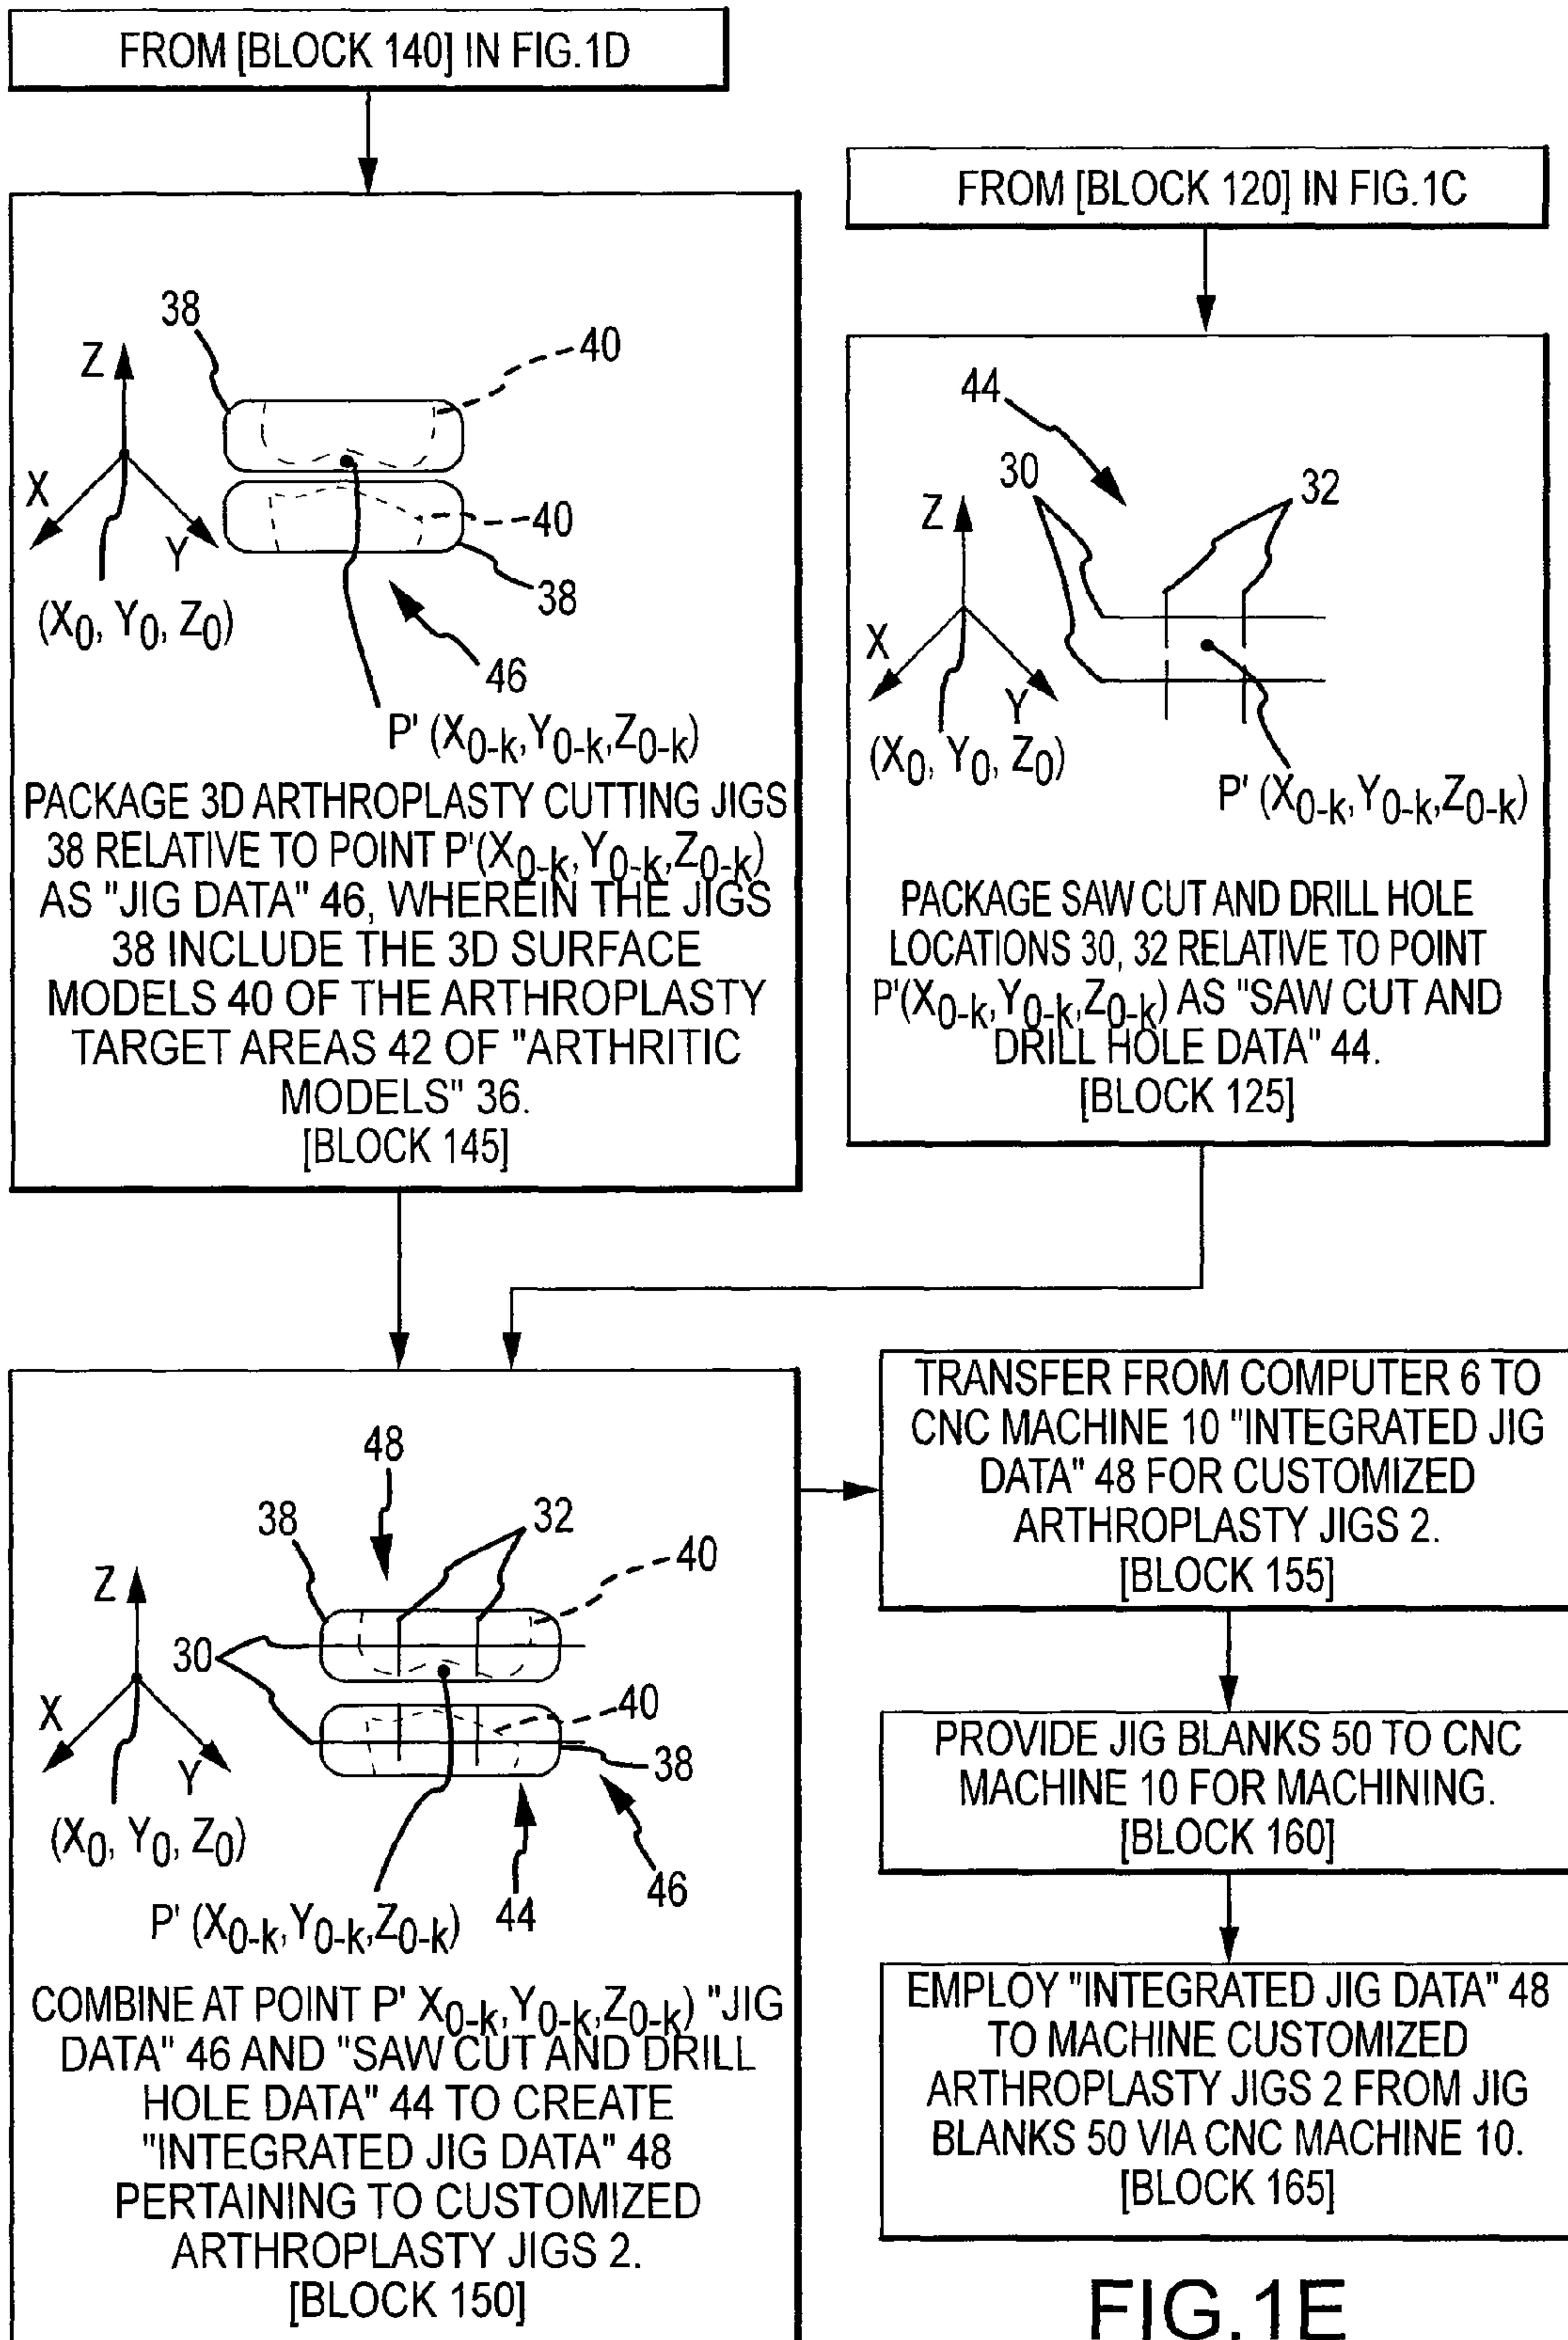 FROM [BLOCK 140] IN FIG.1D
38
40
Z
X
Y
40
38
(X0, Y0, Z0)
46
P' (X0-k,Y0-k,Z0-k)
PACKAGE 3D ARTHROPLASTY CUTTING JIGS
38 RELATIVE TO POINT P'(X0-k,Y0-k,Z0-k)
AS "JIG DATA" 46, WHEREIN THE JIGS
38 INCLUDE THE 3D SURFACE
MODELS 40 OF THE ARTHROPLASTY
TARGET AREAS 42 OF "ARTHRITIC
MODELS" 36.
[BLOCK 145]
FROM [BLOCK 120] IN FIG.1C
44
30
32
Z
X
Y
(X0, Y0, Z0)
P' (X0-k,Y0-k,Z0-k)
PACKAGE SAW CUT AND DRILL HOLE
LOCATIONS 30, 32 RELATIVE TO POINT
P'(X0-k,Y0-k,Z0-k) AS "SAW CUT AND
DRILL HOLE DATA" 44.
[BLOCK 125]
48
38
32
40
Z
30
X
Y
40
38
(X0, Y0, Z0)
46
P' (X0-k,Y0-k,Z0-k)
44
COMBINE AT POINT P' X0-k,Y0-k,Z0-k) "JIG
DATA" 46 AND "SAW CUT AND DRILL
HOLE DATA" 44 TO CREATE
"INTEGRATED JIG DATA" 48
PERTAINING TO CUSTOMIZED
ARTHROPLASTY JIGS 2.
[BLOCK 150]
TRANSFER FROM COMPUTER 6 TO
CNC MACHINE 10 "INTEGRATED JIG
DATA" 48 FOR CUSTOMIZED
ARTHROPLASTY JIGS 2.
[BLOCK 155]
PROVIDE JIG BLANKS 50 TO CNC
MACHINE 10 FOR MACHINING.
[BLOCK 160]
EMPLOY "INTEGRATED JIG DATA" 48
TO MACHINE CUSTOMIZED
ARTHROPLASTY JIGS 2 FROM JIG
BLANKS 50 VIA CNC MACHINE 10.
[BLOCK 165]
FIG.1E